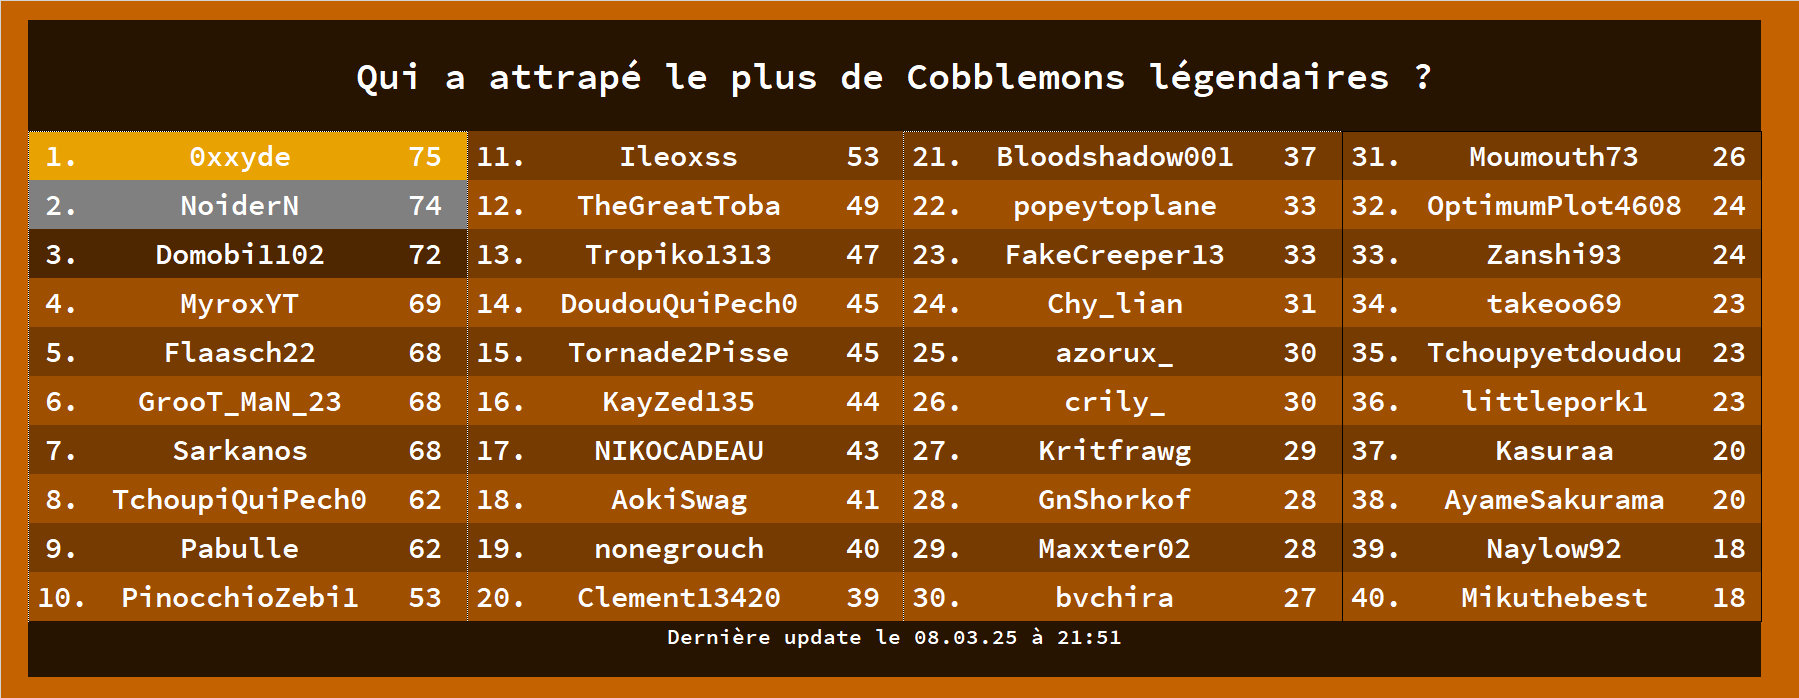 Qui a attrapé le plus de Cobblemons légendaires ?
1. 0xxyde 75
2. NoiderN 74
3. Domobi1102 72
4. MyroxYT 69
5. Flaasch22 68
6. GrooT_MaN_23 68
7. Sarkanos 68
8. TchoupiQuiPech0 62
9. Pabulle 62
10. PinocchioZebi1 53
11. Ileoxss 53
12. TheGreatToba 49
13. Tropiko1313 47
14. DoudouQuiPech0 45
15. Tornade2Pisse 45
16. KayZed135 44
17. NIKOCADEAU 43
18. AokiSwag 41
19. nonegrouch 40
20. Clement13420 39
21. Bloodshadow001 37
22. popeytoplane 33
23. FakeCreeper13 33
24. Chy_lian 31
25. azorux_ 30
26. crily_ 30
27. Kritfrawg 29
28. GnShorkof 28
29. Maxxter02 28
30. bvchira 27
31. Moumouth73 26
32. OptimumPlot4608 24
33. Zanshi93 24
34. takeoo69 23
35. Tchoupyetdoudou 23
36. littlepork1 23
37. Kasuraa 20
38. AyameSakurama 20
39. Naylow92 18
40. Mikuthebest 18
Dernière update le 08.03.25 à 21:51